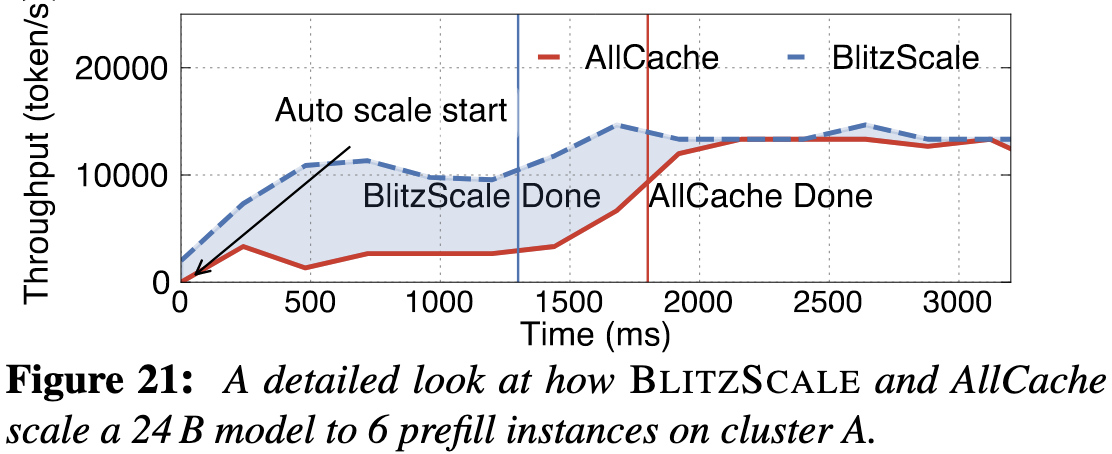 Throughput (token/s)
20000
10000
0
AllCache
BlitzScale
Auto scale start
BlitzScale Done
AllCache Done
0 500 1000 1500 2000 2500 3000
Time (ms)
Figure 21: A detailed look at how BLITZSCALE and AllCache
scale a 24 B model to 6 prefill instances on cluster A.